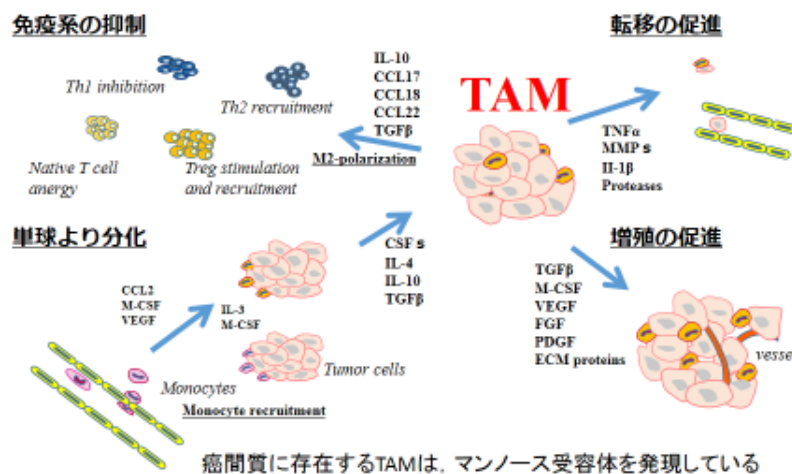 免疫系の抑制
Th1 inhibition
Th2 recruitment
Native T cell
anergy
Treg stimulation
and recruitment
IL-10
CCL17
CCL18
CCL22
TGFβ
M2-polarization
TAM
転移の促進
TNFα
MMP s
Il-1β
Proteases
単球より分化
CCL2
M-CSF
VEGF
IL-3
M-CSF
CSF s
IL-4
IL-10
TGFβ
Monocytes
Monocyte recruitment
Tumor cells
増殖の促進
TGFβ
M-CSF
VEGF
FGF
PDGF
ECM proteins
vesse
癌間質に存在するTAMは，マンノース受容体を発現している